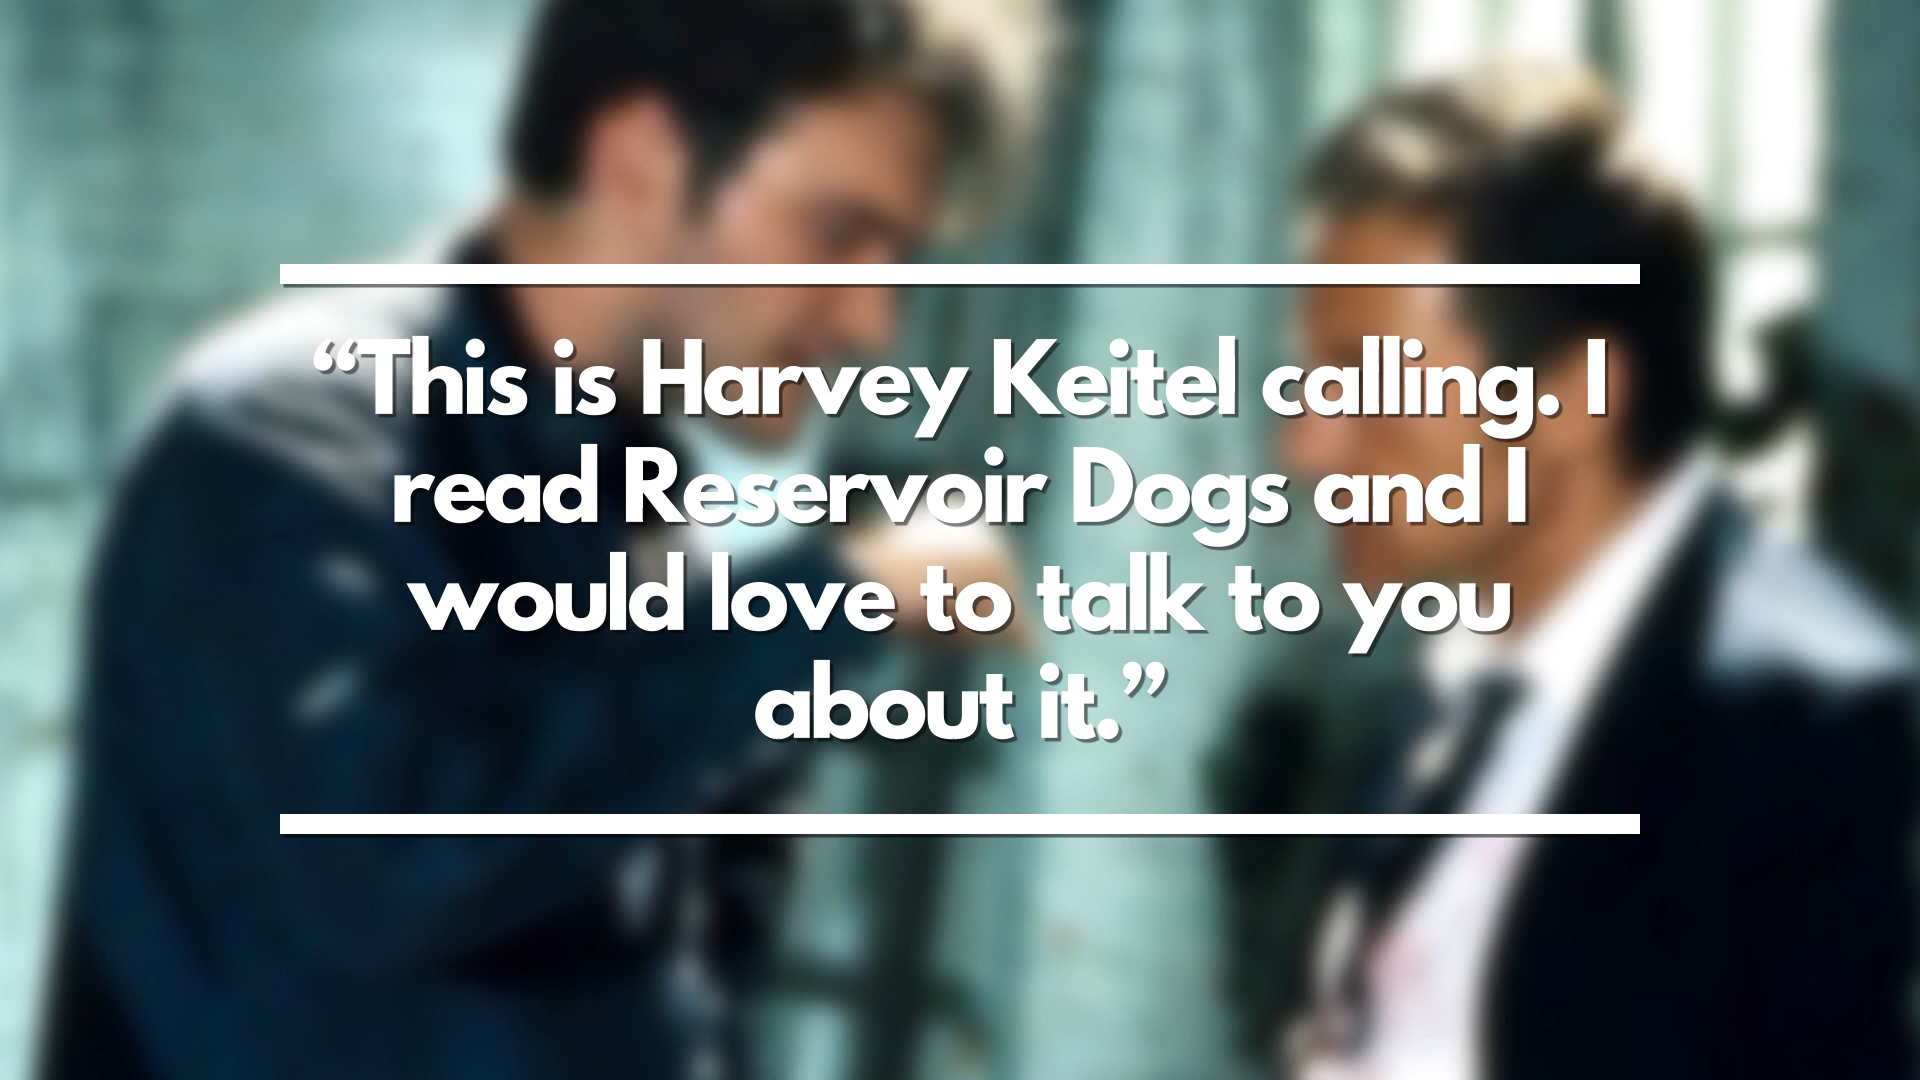 “This is Harvey Keitel calling. I
read Reservoir Dogs and I
would love to talk to you
about it.”